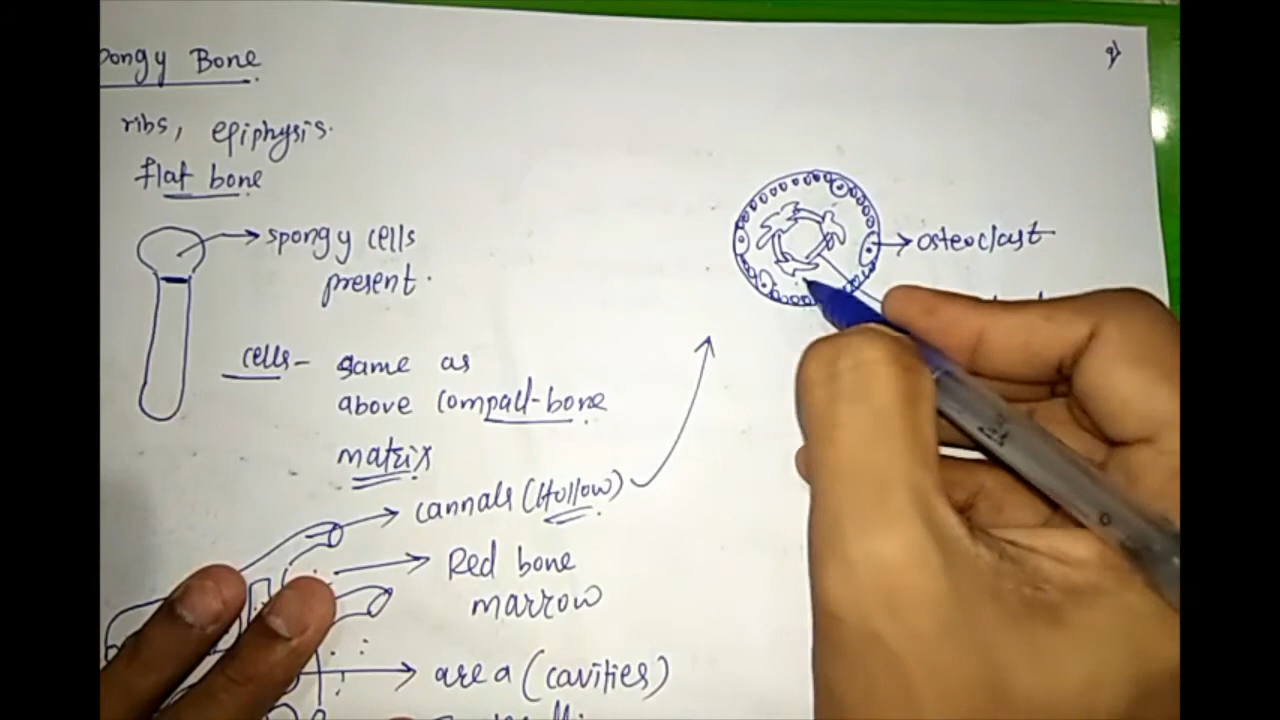 pongy Bone
ribs, epiphysis.
flat bone
spongy cells
present.
cells - same as
above compact-bone
matrix
cannals (Hollow)
Red bone
marrow
area (cavities)
osteoclast